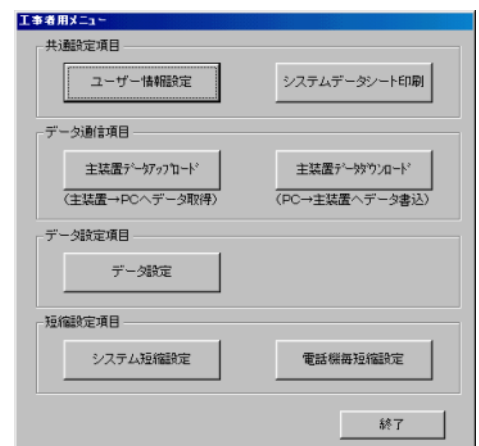 工事者用メニュー
共通設定項目
ユーザー情報設定
システムデータシート印刷
データ通信項目
主装置ﾃﾞｰﾀｱｯﾌﾟﾛｰﾄﾞ
主装置ﾃﾞｰﾀﾀﾞｳﾝﾛｰﾄﾞ
(主装置→PCへデータ取得)
(PC→主装置へデータ書込)
データ設定項目
データ設定
短縮設定項目
システム短縮設定
電話機毎短縮設定
終了